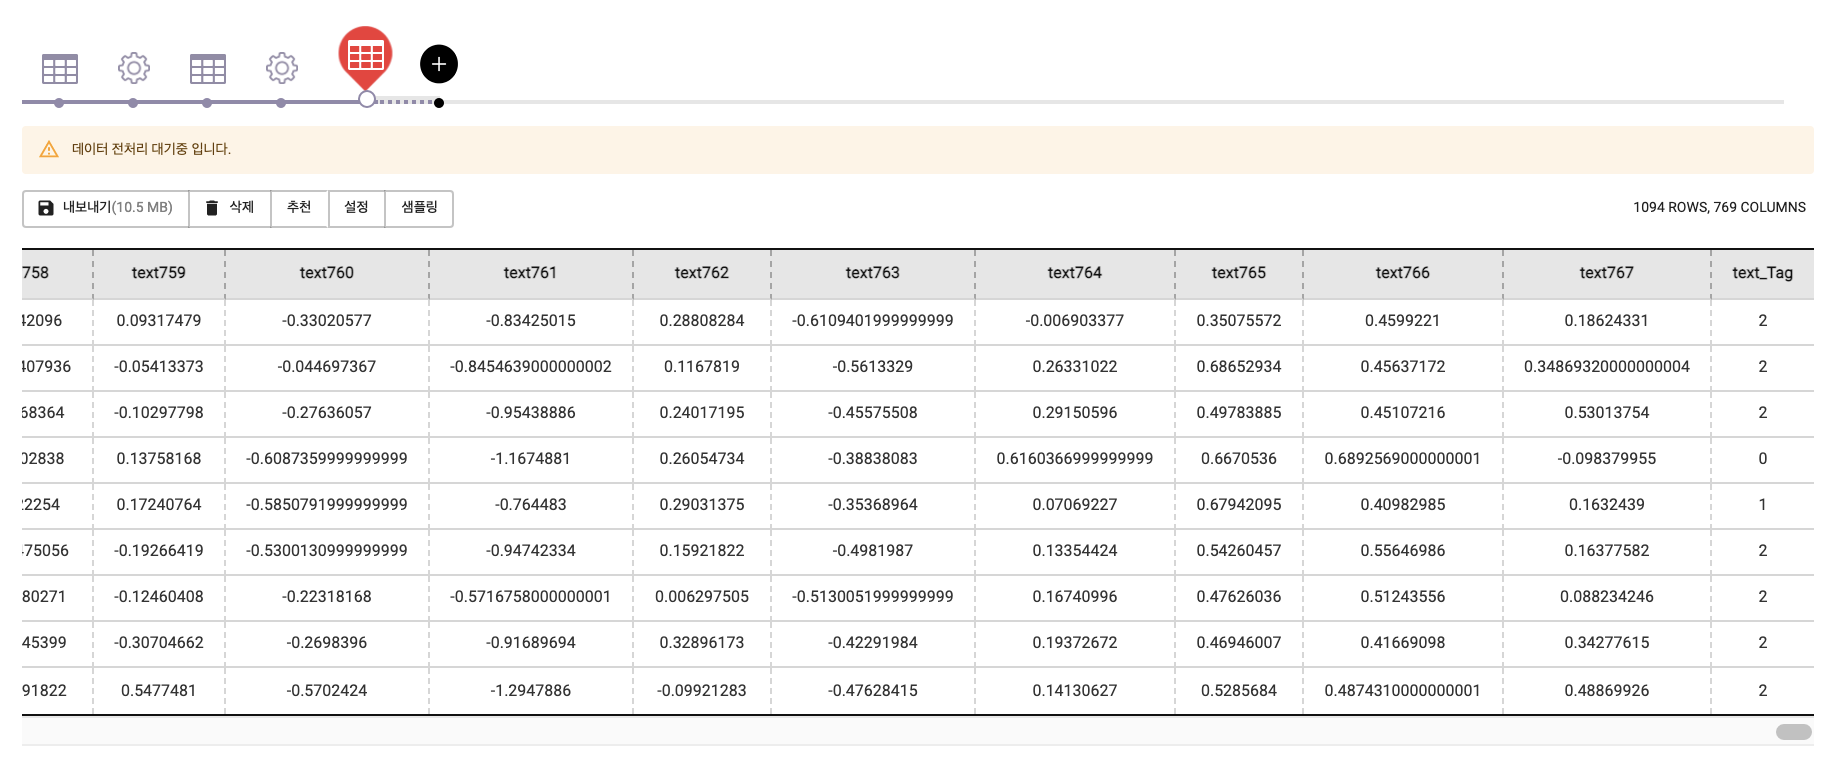 데이터 전처리 대기중 입니다.
내보내기(10.5 MB) 삭제 추천 설정 샘플링 1094 ROWS, 769 COLUMNS
758 text759 text760 text761 text762 text763 text764 text765 text766 text767 text_Tag
42096 0.09317479 -0.33020577 -0.83425015 0.28808284 -0.6109401999999999 -0.006903377 0.35075572 0.4599221 0.18624331 2
407936 -0.05413373 -0.044697367 -0.8454639000000002 0.1167819 -0.5613329 0.26331022 0.68652934 0.45637172 0.34869320000000004 2
68364 -0.10297798 -0.27636057 -0.95438886 0.24017195 -0.45575508 0.29150596 0.49783885 0.45107216 0.53013754 2
02838 0.13758168 -0.6087359999999999 -1.1674881 0.26054734 -0.38838083 0.6160366999999999 0.6670536 0.6892569000000001 -0.098379955 0
22254 0.17240764 -0.5850791999999999 -0.764483 0.29031375 -0.35368964 0.07069227 0.67942095 0.40982985 0.1632439 1
475056 -0.19266419 -0.5300130999999999 -0.94742334 0.15921822 -0.4981987 0.13354424 0.54260457 0.55646986 0.16377582 2
80271 -0.12460408 -0.22318168 -0.5716758000000001 0.006297505 -0.5130051999999999 0.16740996 0.47626036 0.51243556 0.088234246 2
45399 -0.30704662 -0.2698396 -0.91689694 0.32896173 -0.42291984 0.19372672 0.46946007 0.41669098 0.34277615 2
91822 0.5477481 -0.5702424 -1.2947886 -0.09921283 -0.47628415 0.14130627 0.5285684 0.4874310000000001 0.48869926 2